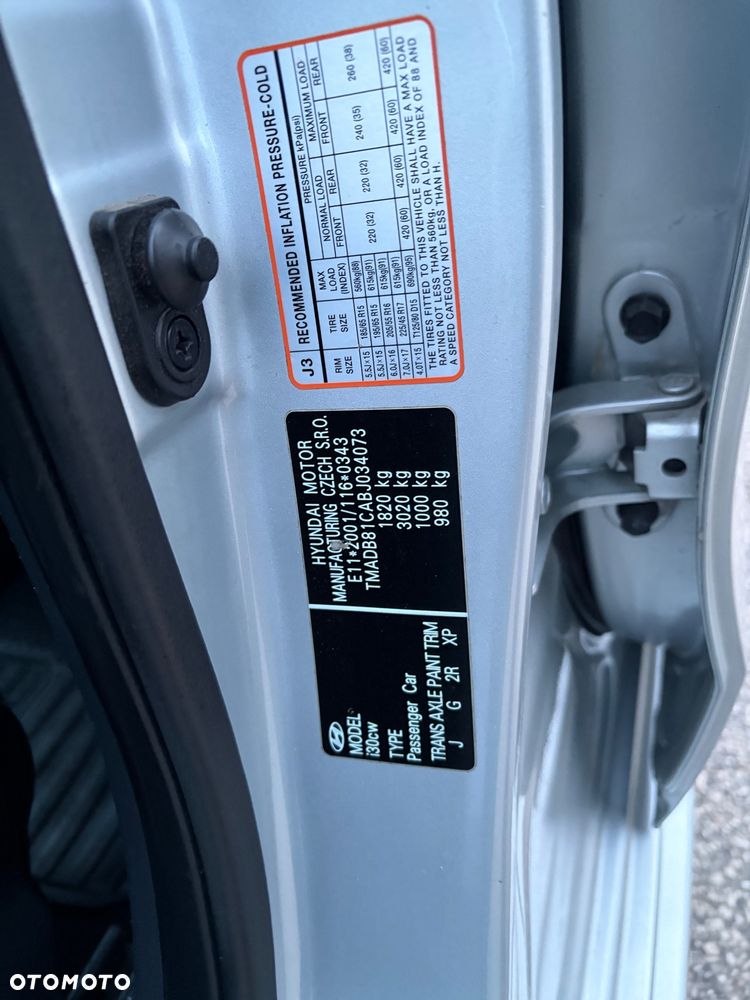 J3 RECOMMENDED INFLATION PRESSURE-COLD
RIM SIZE TIRE SIZE MAX LOAD (INDEX) PRESSURE kPa(psi)
NORMAL LOAD MAXIMUM LOAD
FRONT REAR FRONT REAR
5.5J×15 185/65 R15 560kg(88) 220 (32) 220 (32) 240 (35) 260 (38)
5.5J×15 195/65 R15 615kg(91)
6.0J×16 205/55 R16 615kg(91)
7.0J×17 225/45 R17 615kg(91)
4.0T×15 T125/80 D15 690kg(95) 420 (60) 420 (60) 420 (60) 420 (60)
THE TIRES FITTED TO THIS VEHICLE SHALL HAVE A MAX LOAD
RATING NOT LESS THAN 560kg, OR A LOAD INDEX OF 88 AND
A SPEED CATEGORY NOT LESS THAN H.
HYUNDAI MOTOR
MANUFACTURING CZECH S.R.O.
E11*2001/116*0343
TMADB81CABJ034073
1820 kg
3020 kg
1000 kg
980 kg
MODEL
i30cw
TYPE
Passenger Car
TRANS AXLE PAINT TRIM
J G 2R XP
OTOMOTO